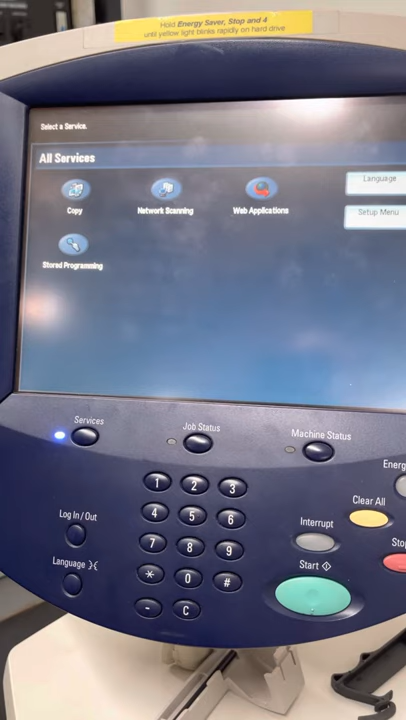 Hold Energy Saver, Stop and 4
until yellow light blinks rapidly on hard drive
Select a Service.
All Services
Language
Copy
Network Scanning
Web Applications
Setup Menu
Stored Programming
Services
Job Status
Machine Status
1 2 3
4 5 6
7 8 9
* 0 #
- C
Log In / Out
Language
Interrupt
Clear All
Start